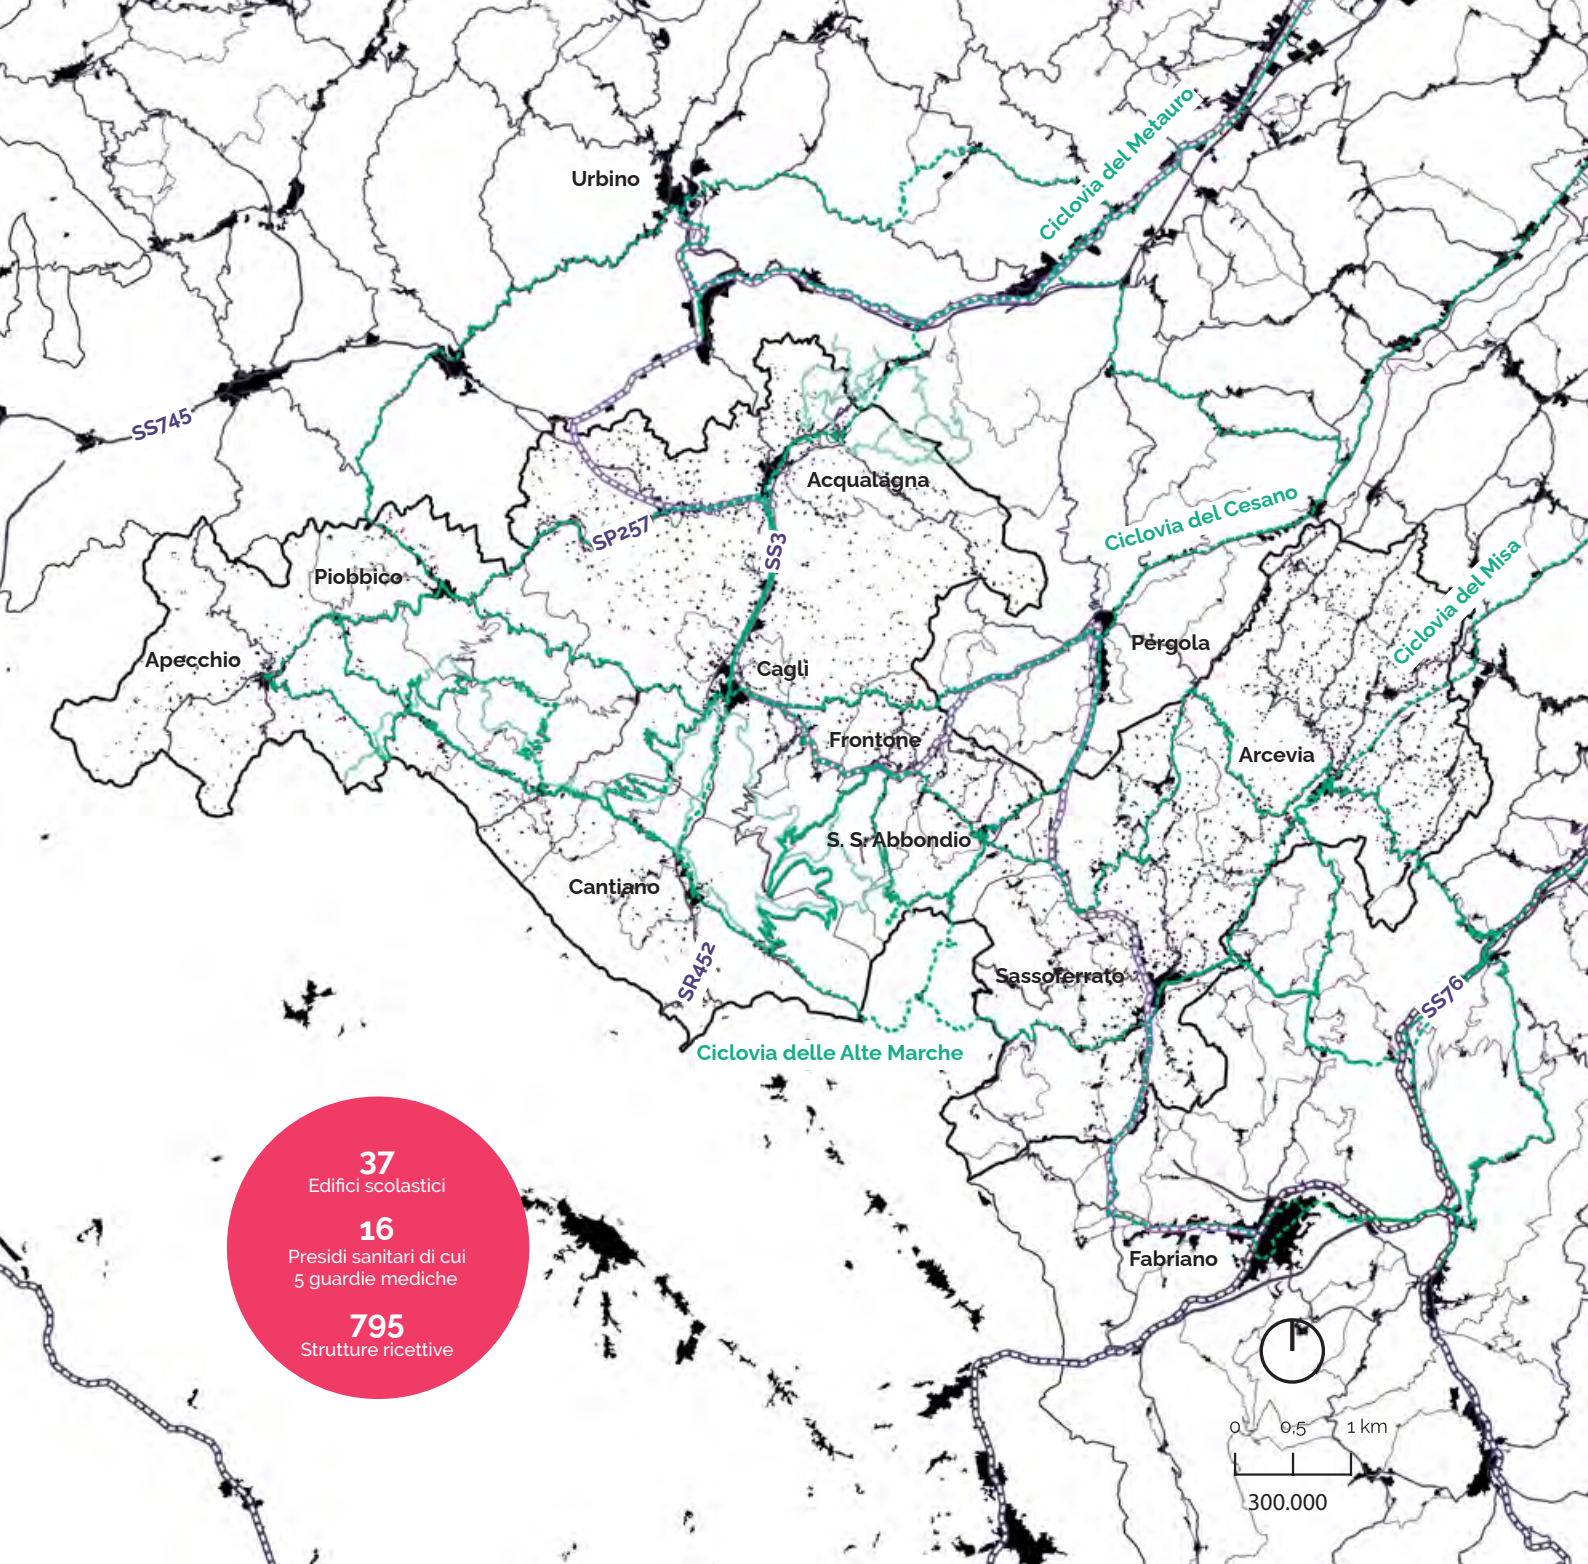 Ciclovia del Metauro
Urbino
SS745
Acqualagna
Ciclovia del Cesano
SP257
SS3
Ciclovia del Misa
Piobbico
Pergola
Apecchio
Cagli
Frontone
Arcevia
S. S. Abbondio
Cantiano
SR452
Sassoferrato
SS76
Ciclovia delle Alte Marche
37
Edifici scolastici
16
Presidi sanitari di cui
5 guardie mediche
795
Strutture ricettive
Fabriano
0 0,5 1 km
300.000